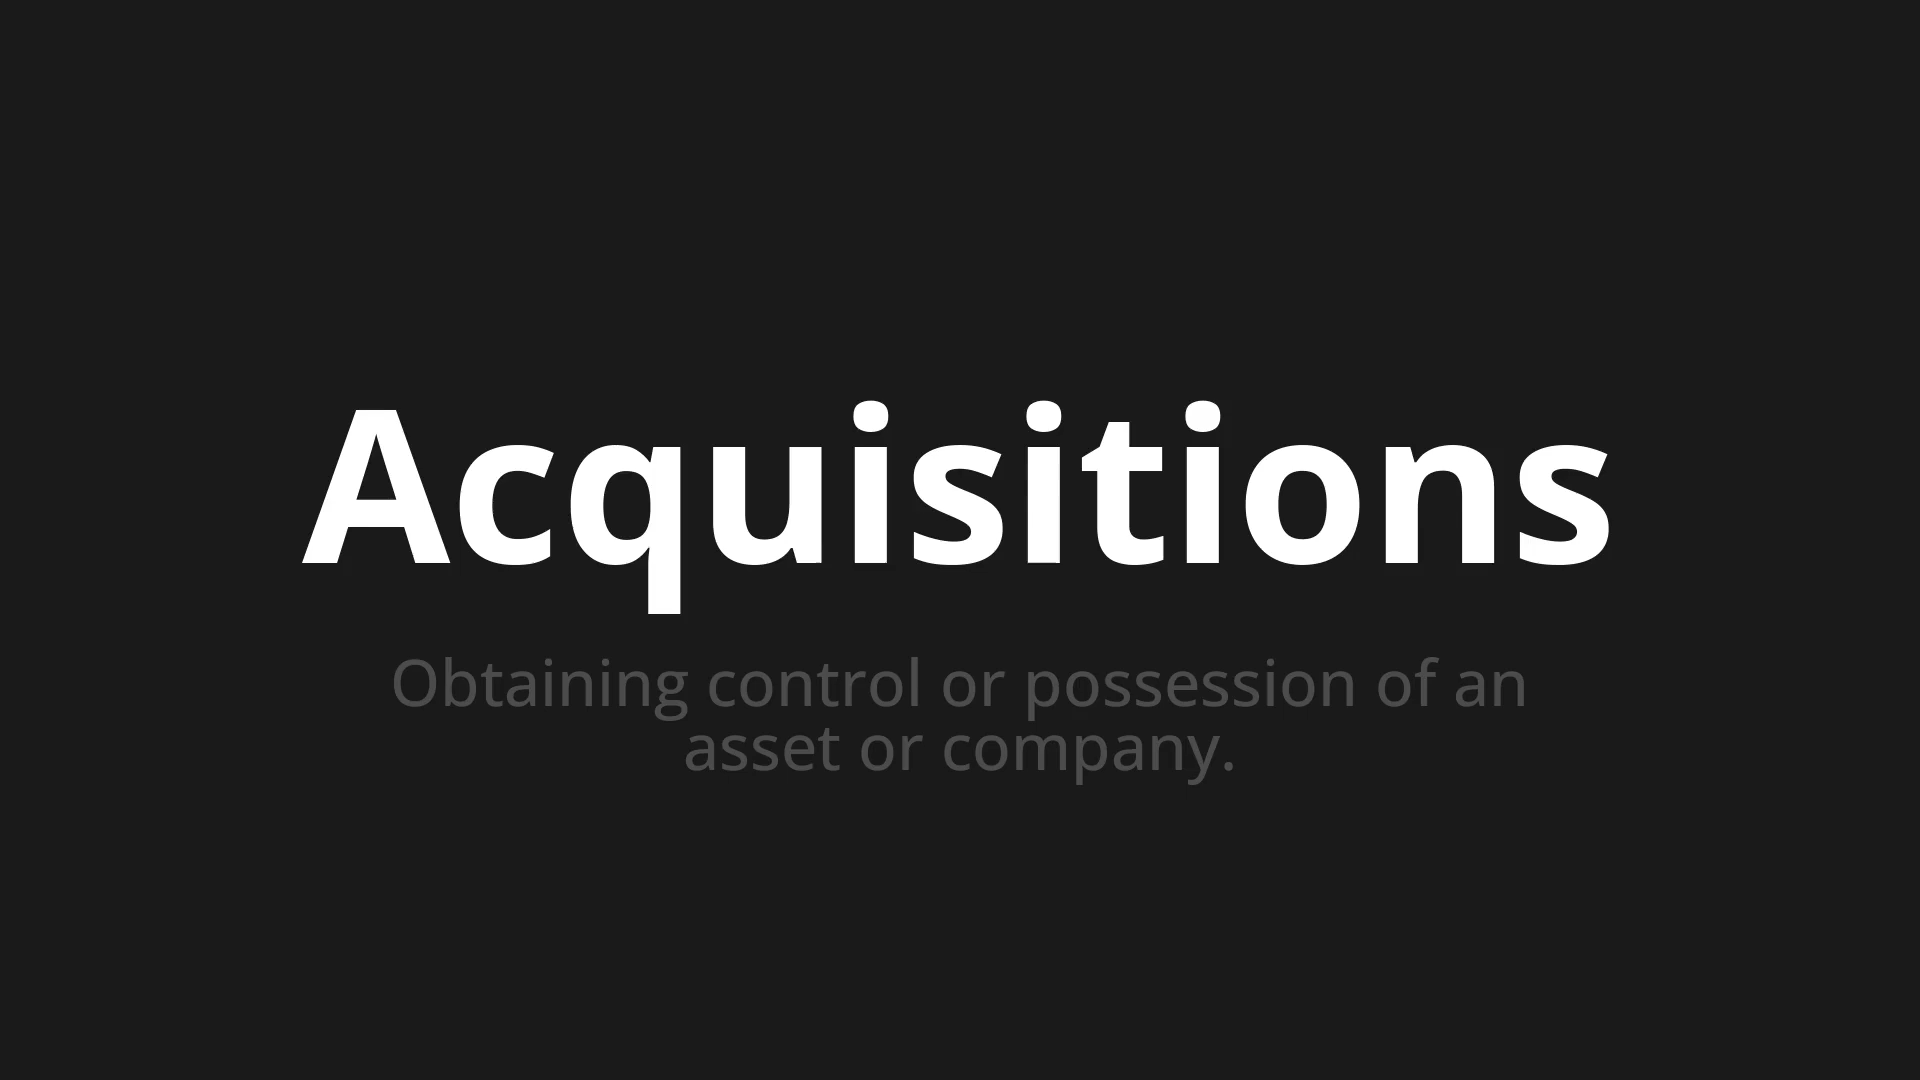 Acquisitions
Obtaining control or possession of an
asset or company.